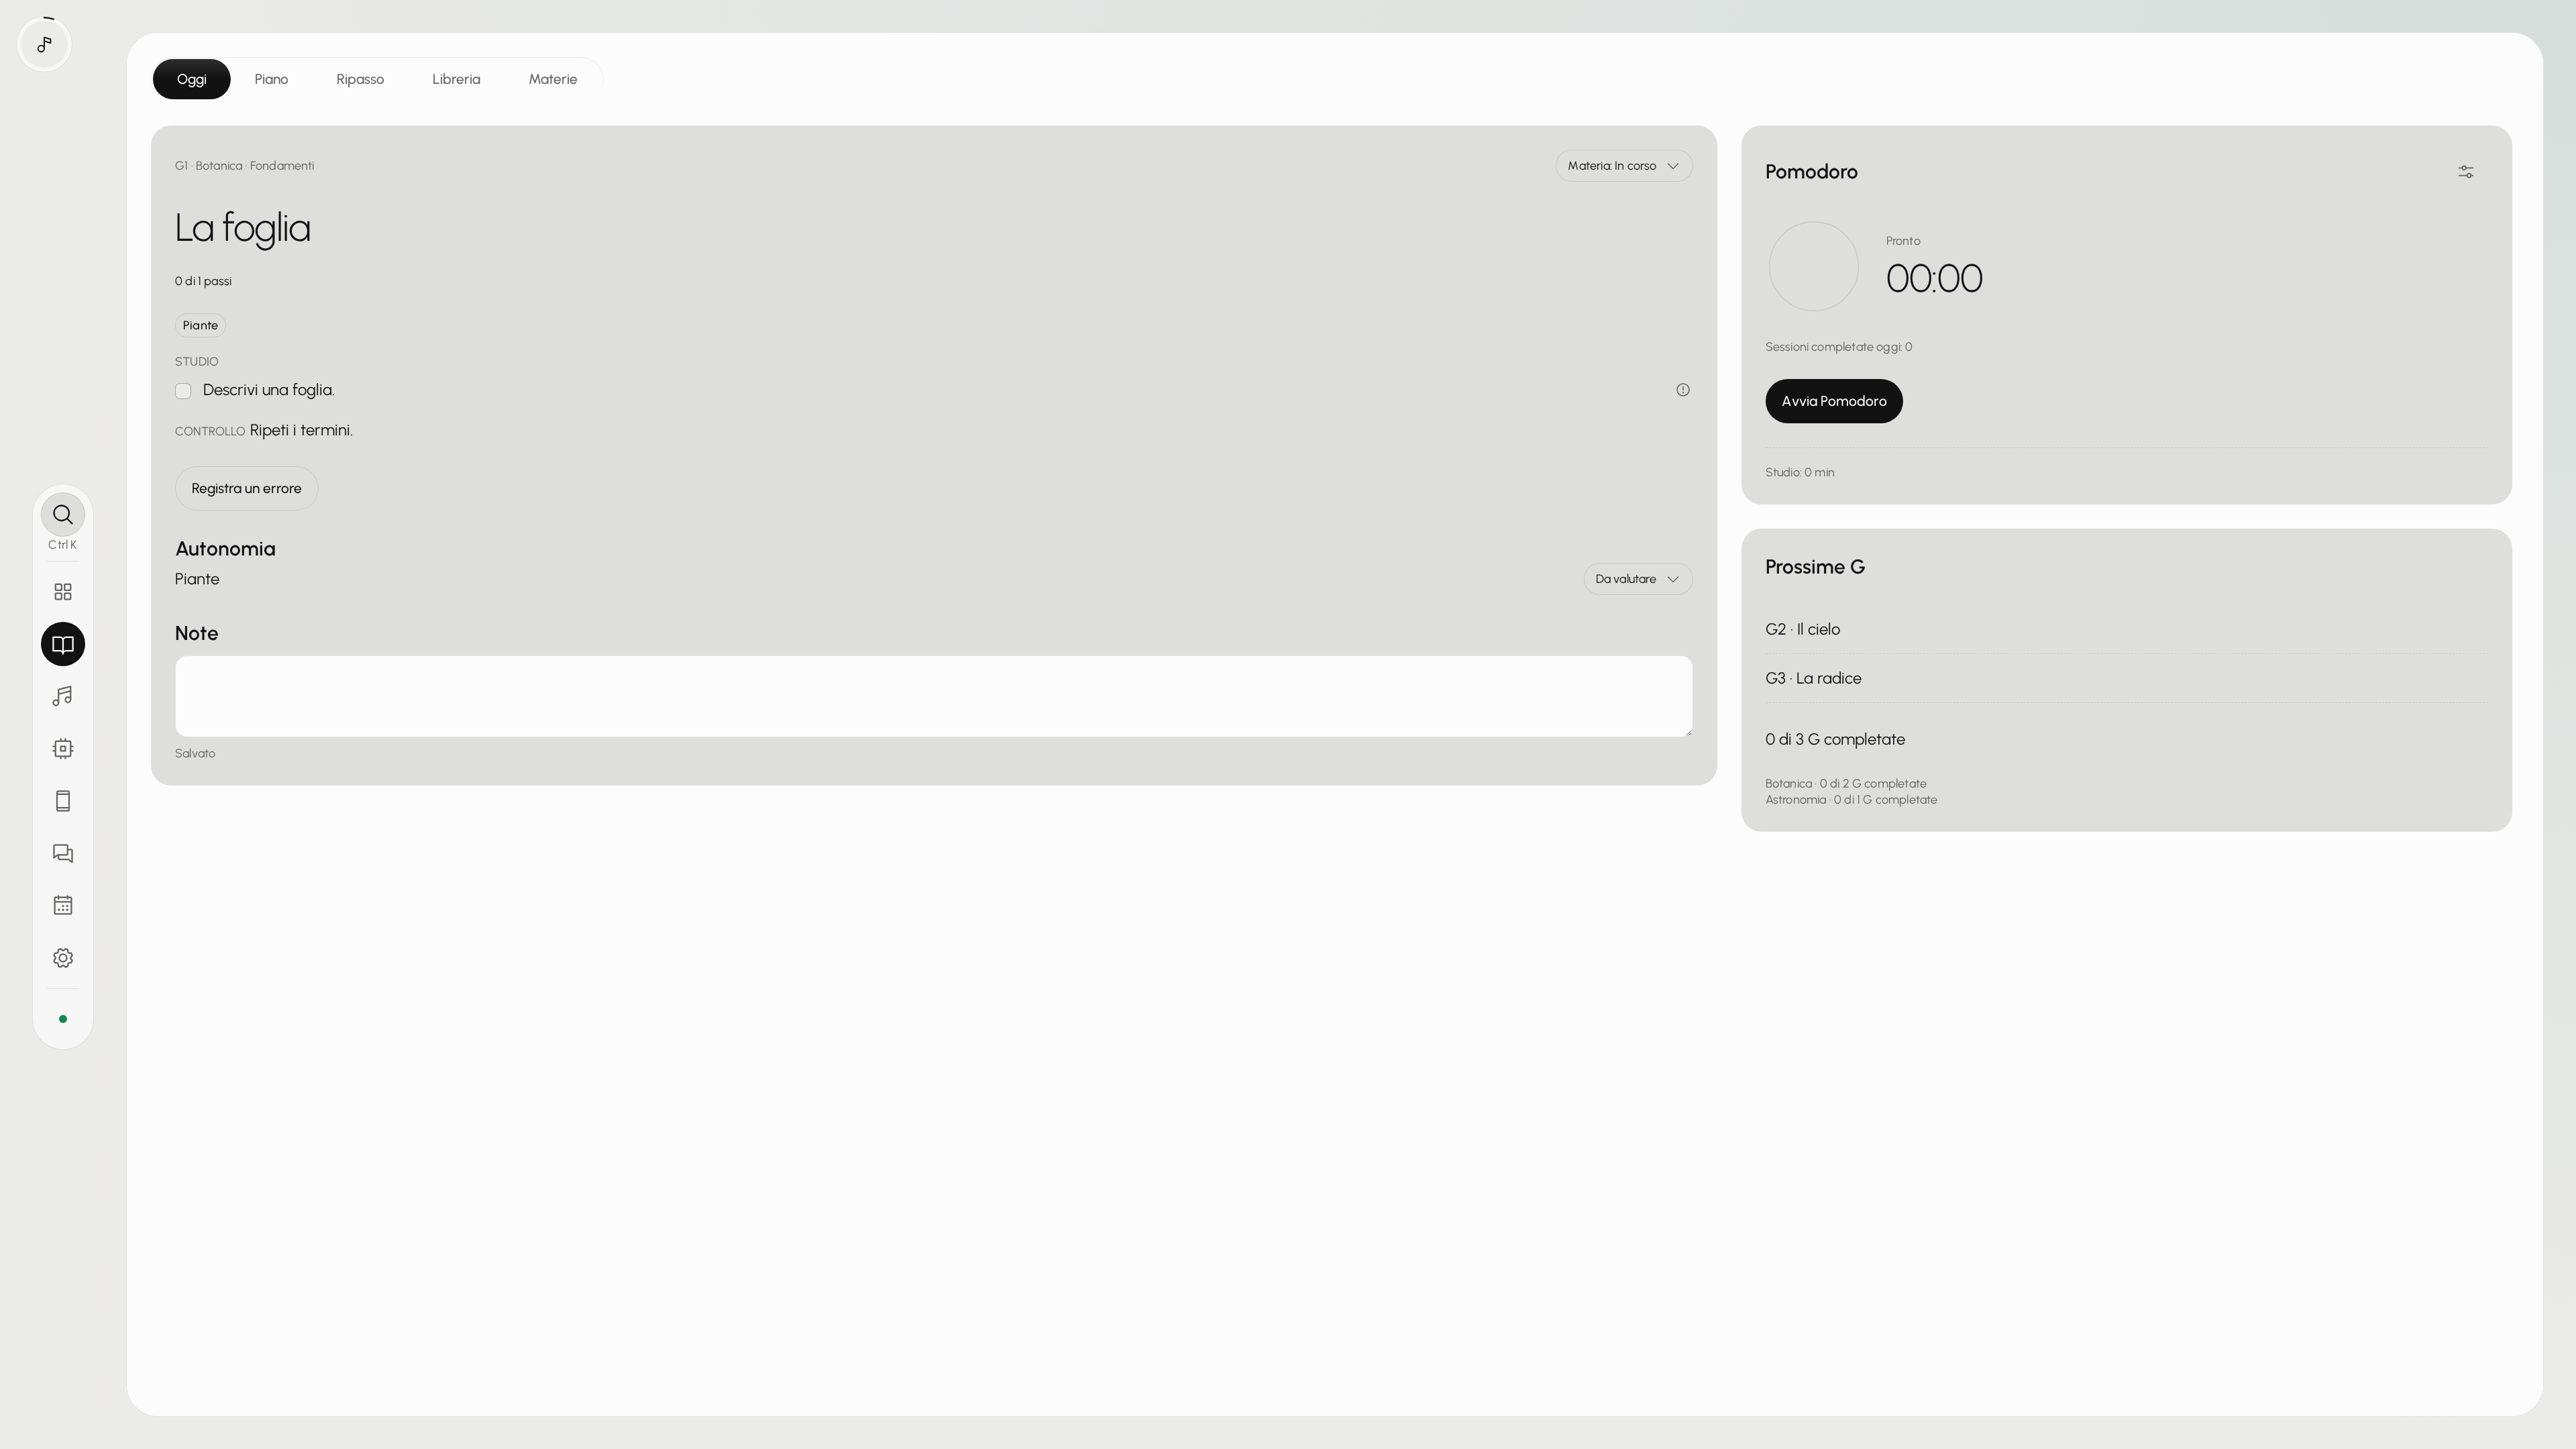 Oggi
Piano
Ripasso
Libreria
Materie
G1 · Botanica · Fondamenti
Materia: In corso
La foglia
0 di 1 passi
Piante
STUDIO
Descrivi una foglia.
CONTROLLO Ripeti i termini.
Registra un errore
Autonomia
Piante
Da valutare
Note
Salvato
Pomodoro
Pronto
00:00
Sessioni completate oggi: 0
Avvia Pomodoro
Studio: 0 min
Prossime G
G2 · Il cielo
G3 · La radice
0 di 3 G completate
Botanica · 0 di 2 G completate
Astronomia · 0 di 1 G completate
Ctrl K